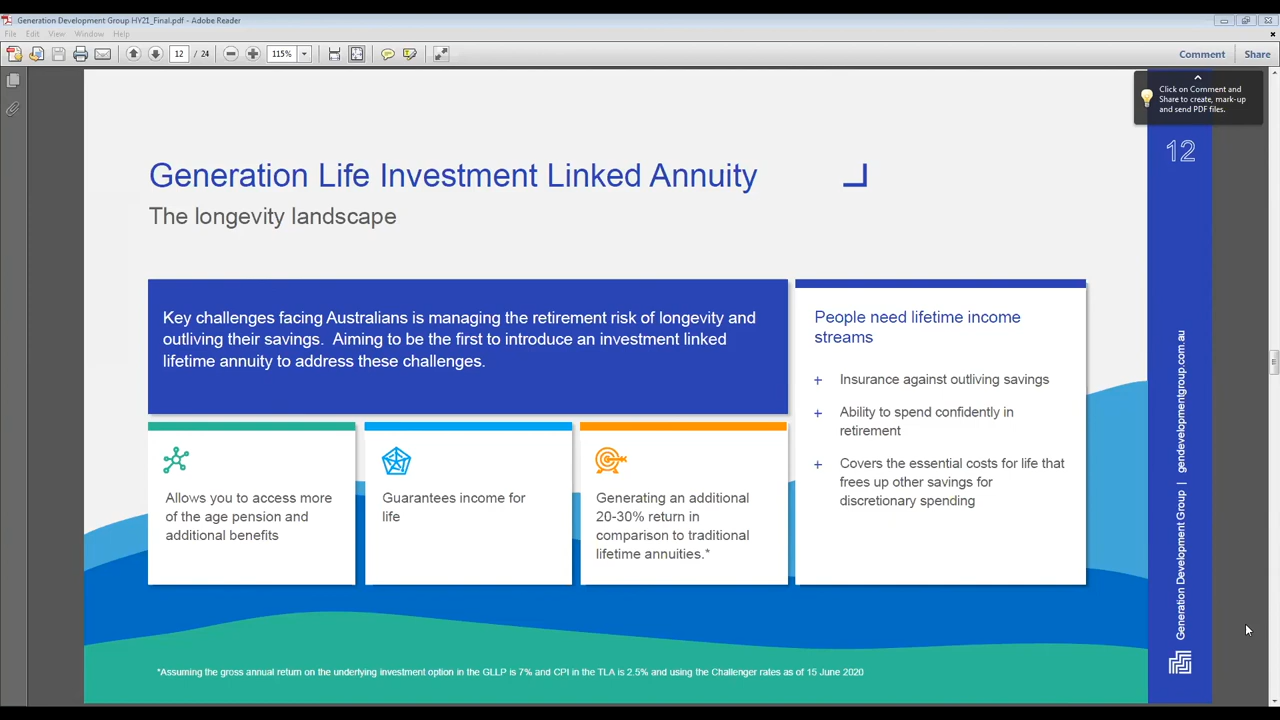 Generation Development Group HY21_Final.pdf - Adobe Reader
File Edit View Window Help
12 / 24 115% Comment Share
Click on Comment and
Share to create, mark-up
and send PDF files.
12
Generation Life Investment Linked Annuity
The longevity landscape
Key challenges facing Australians is managing the retirement risk of longevity and
outliving their savings. Aiming to be the first to introduce an investment linked
lifetime annuity to address these challenges.
Allows you to access more
of the age pension and
additional benefits
Guarantees income for
life
Generating an additional
20-30% return in
comparison to traditional
lifetime annuities.*
People need lifetime income
streams
+ Insurance against outliving savings
+ Ability to spend confidently in
retirement
+ Covers the essential costs for life that
frees up other savings for
discretionary spending
Generation Development Group | gendevelopmentgroup.com.au
*Assuming the gross annual return on the underlying investment option in the GLLP is 7% and CPI in the TLA is 2.5% and using the Challenger rates as of 15 June 2020